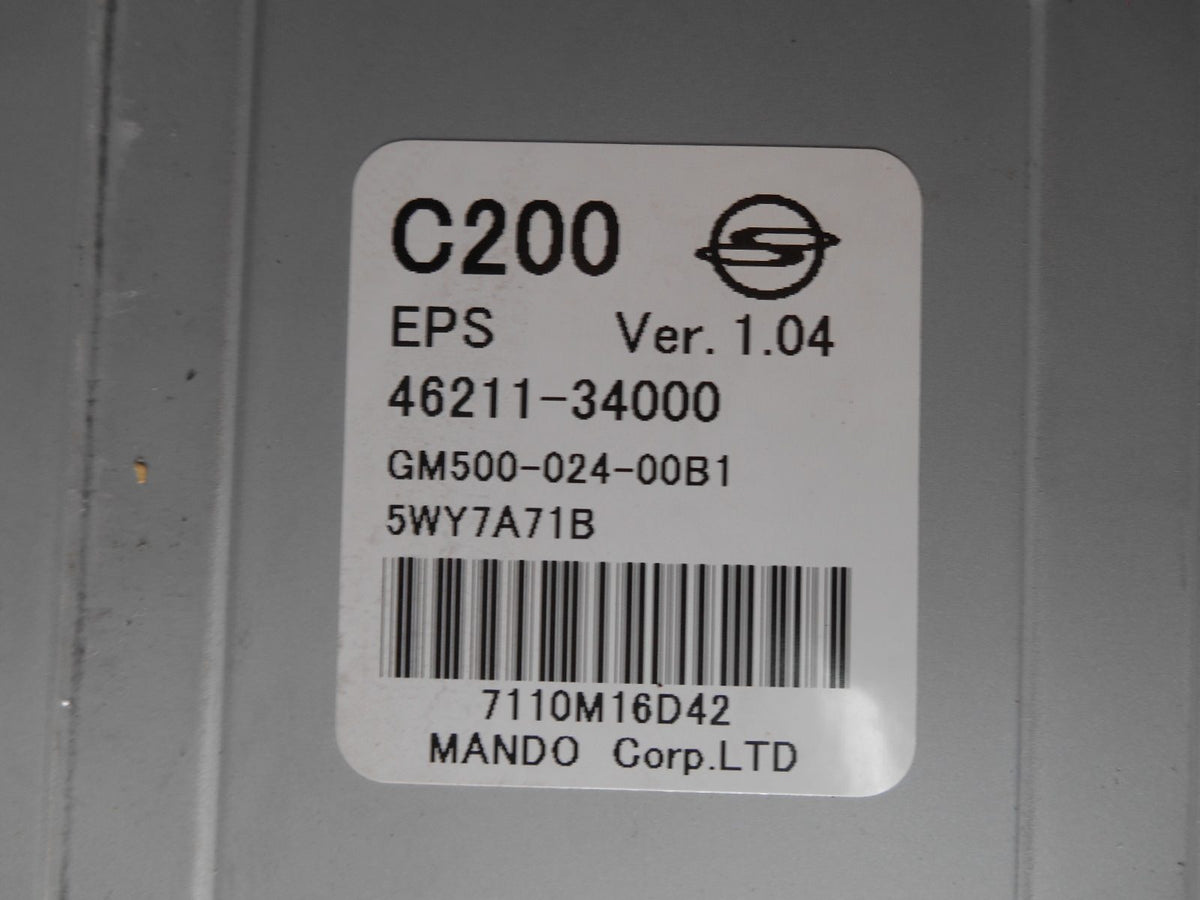 C200
EPS Ver. 1.04
46211-34000
GM500-024-00B1
5WY7A71B
7110M16D42
MANDO Corp.LTD